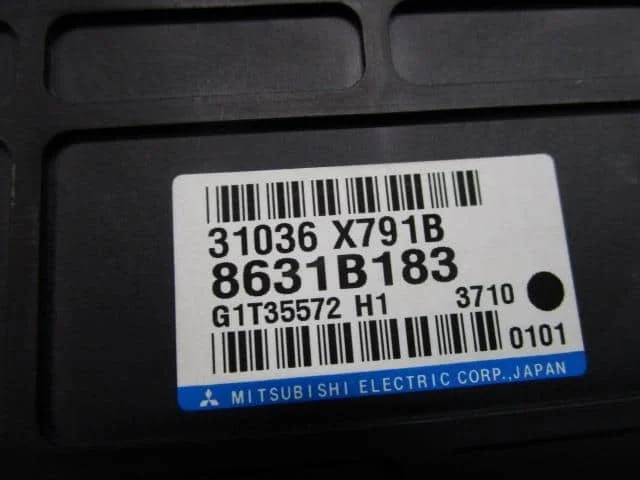 31036 X791B
8631B183
G1T35572 H1 3710
0101
MITSUBISHI ELECTRIC CORP.,JAPAN